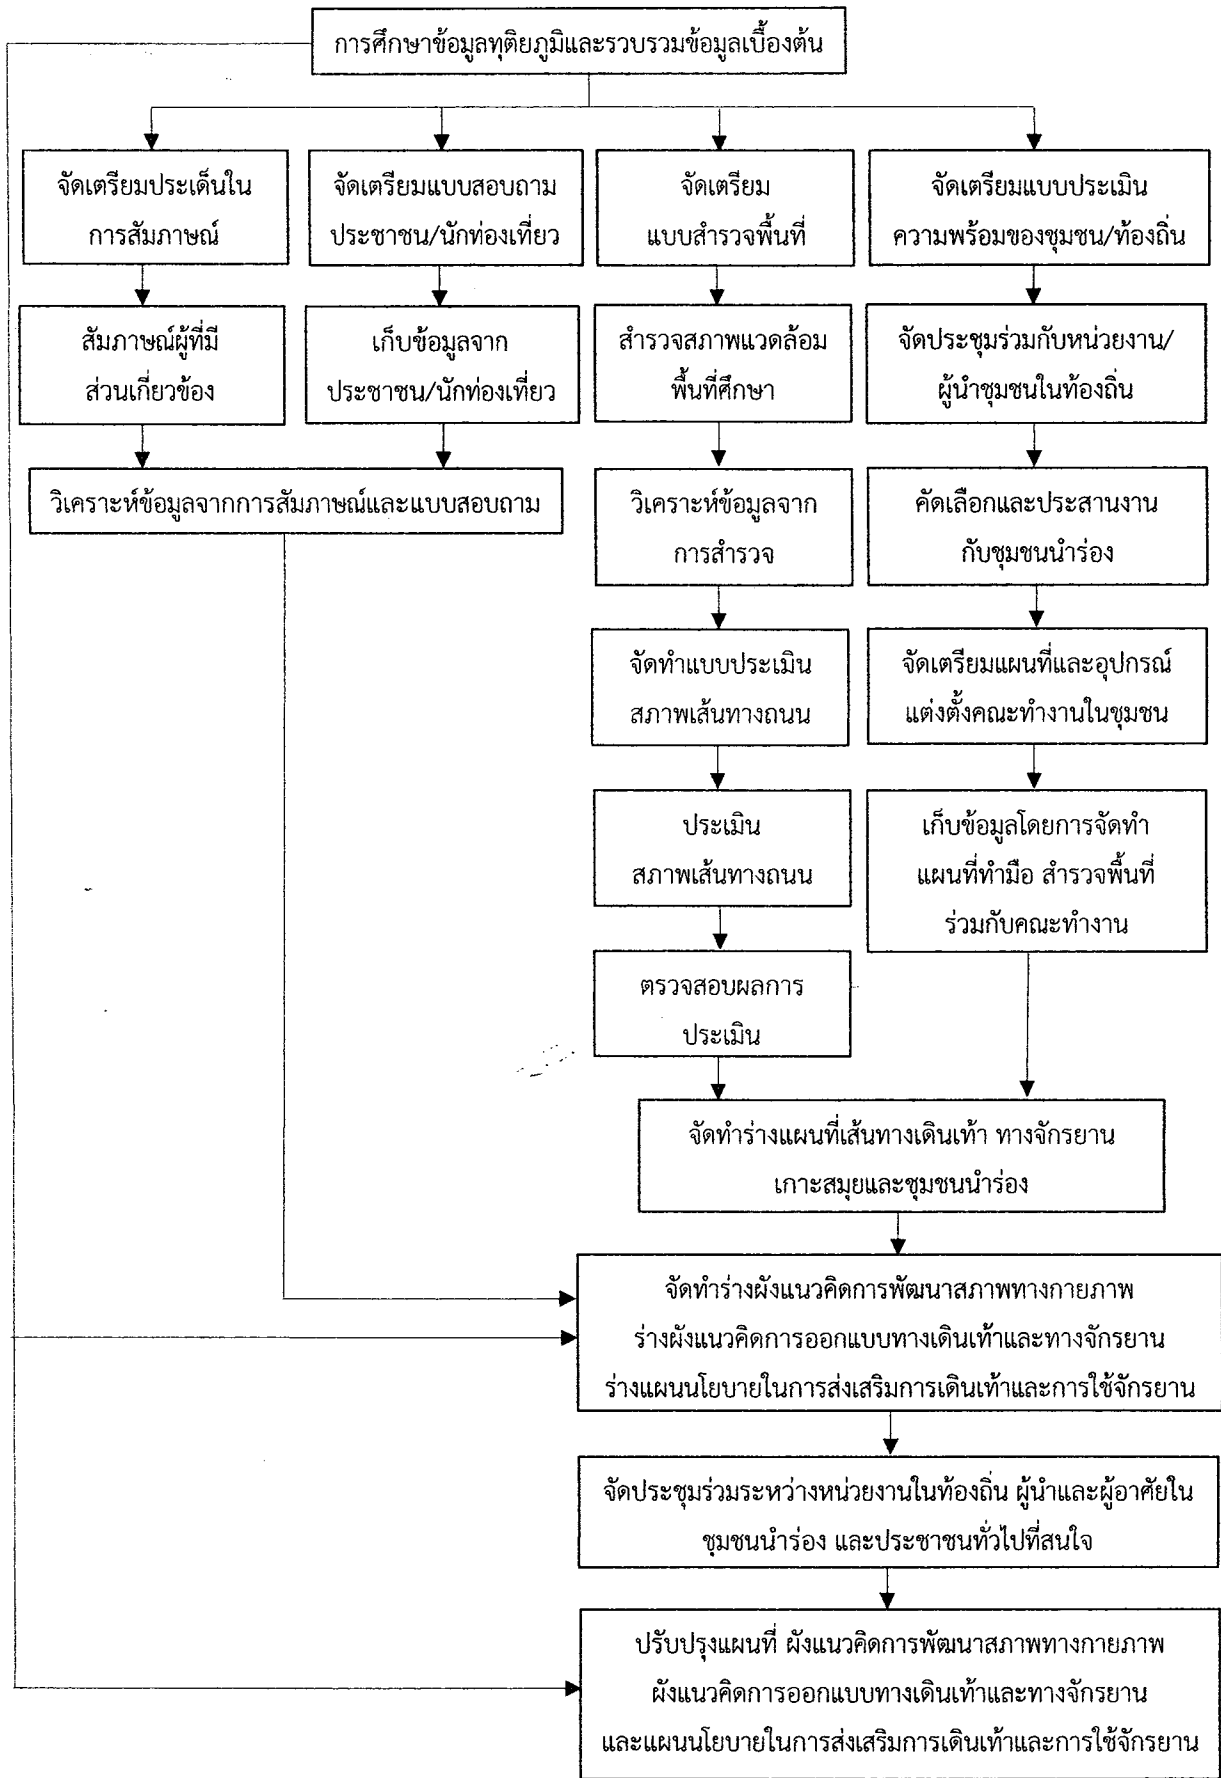 การศึกษาข้อมูลทุติยภูมิและรวบรวมข้อมูลเบื้องต้น
จัดเตรียมประเด็นใน
การสัมภาษณ์
จัดเตรียมแบบสอบถาม
ประชาชน/นักท่องเที่ยว
จัดเตรียม
แบบสำรวจพื้นที่
จัดเตรียมแบบประเมิน
ความพร้อมของชุมชน/ท้องถิ่น
สัมภาษณ์ผู้ที่มี
ส่วนเกี่ยวข้อง
เก็บข้อมูลจาก
ประชาชน/นักท่องเที่ยว
สำรวจสภาพแวดล้อม
พื้นที่ศึกษา
จัดประชุมร่วมกับหน่วยงาน/
ผู้นำชุมชนในท้องถิ่น
วิเคราะห์ข้อมูลจากการสัมภาษณ์และแบบสอบถาม
วิเคราะห์ข้อมูลจาก
การสำรวจ
คัดเลือกและประสานงาน
กับชุมชนนำร่อง
จัดทำแบบประเมิน
สภาพเส้นทางถนน
จัดเตรียมแผนที่และอุปกรณ์
แต่งตั้งคณะทำงานในชุมชน
ประเมิน
สภาพเส้นทางถนน
เก็บข้อมูลโดยการจัดทำ
แผนที่ทำมือ สำรวจพื้นที่
ร่วมกับคณะทำงาน
ตรวจสอบผลการ
ประเมิน
จัดทำร่างแผนที่เส้นทางเดินเท้า ทางจักรยาน
เกาะสมุยและชุมชนนำร่อง
จัดทำร่างผังแนวคิดการพัฒนาสภาพทางกายภาพ
ร่างผังแนวคิดการออกแบบทางเดินเท้าและทางจักรยาน
ร่างแผนนโยบายในการส่งเสริมการเดินเท้าและการใช้จักรยาน
จัดประชุมร่วมระหว่างหน่วยงานในท้องถิ่น ผู้นำและผู้อาศัยใน
ชุมชนนำร่อง และประชาชนทั่วไปที่สนใจ
ปรับปรุงแผนที่ ผังแนวคิดการพัฒนาสภาพทางกายภาพ
ผังแนวคิดการออกแบบทางเดินเท้าและทางจักรยาน
และแผนนโยบายในการส่งเสริมการเดินเท้าและการใช้จักรยาน